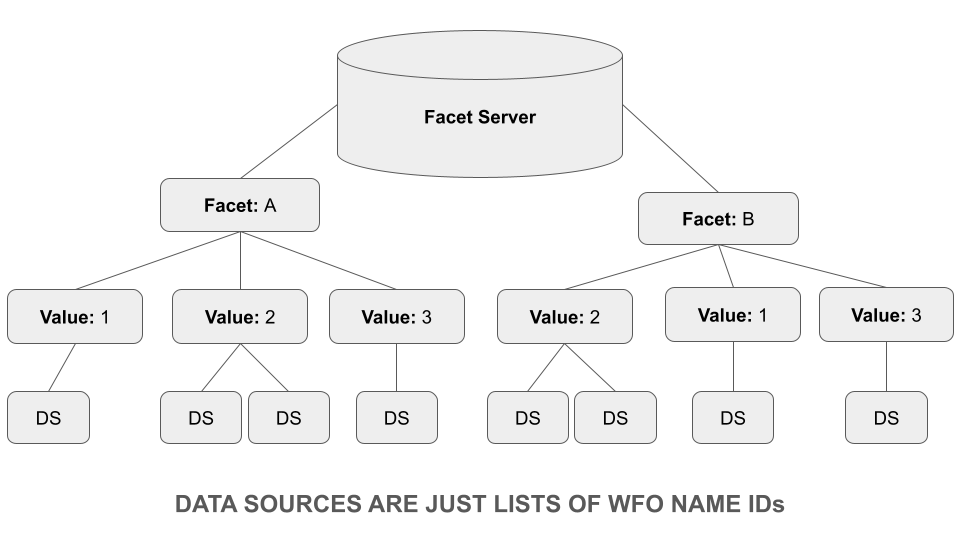 Facet Server
Facet: A
Facet: B
Value: 1
Value: 2
Value: 3
Value: 2
Value: 1
Value: 3
DS
DS
DS
DS
DS
DS
DS
DS
DATA SOURCES ARE JUST LISTS OF WFO NAME IDs